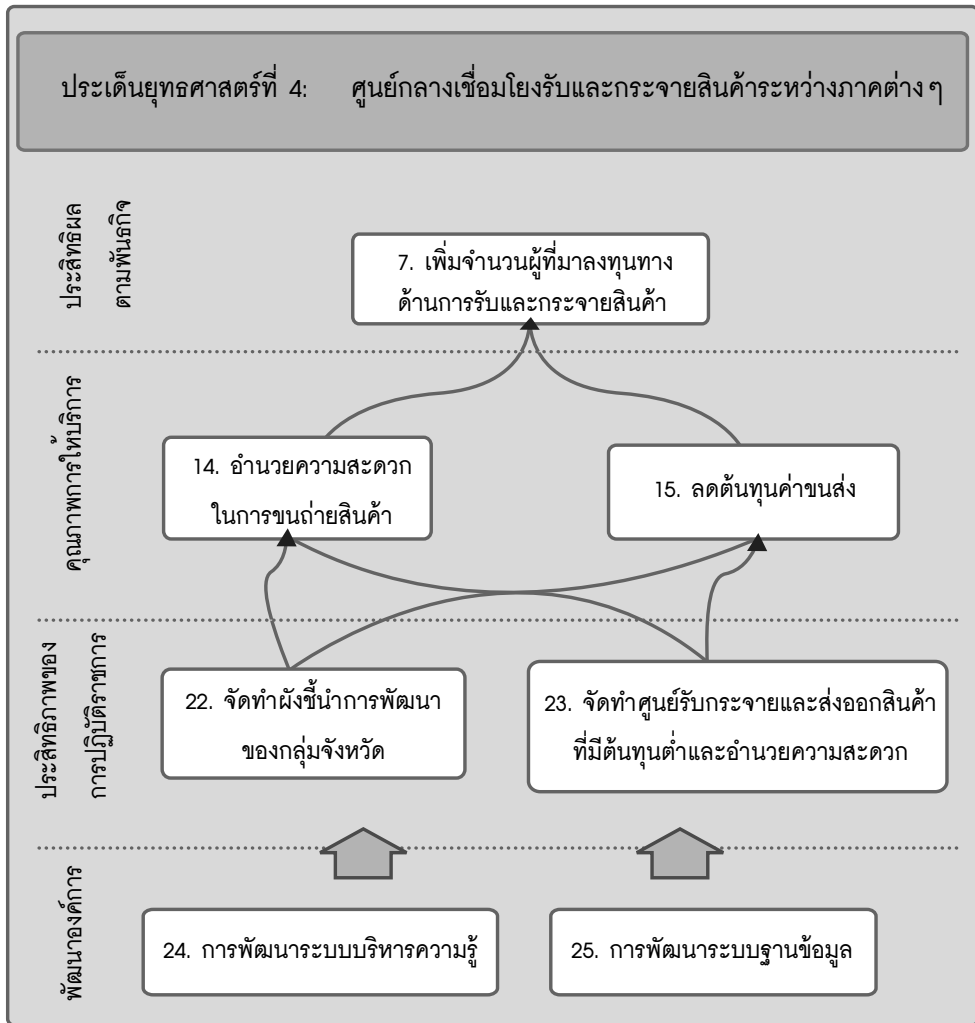 ประเด็นยุทธศาสตร์ที่ 4: ศูนย์กลางเชื่อมโยงรับและกระจายสินค้าระหว่างภาคต่าง ๆ
ประสิทธิผล
ตามพันธกิจ
7. เพิ่มจำนวนผู้ที่มาลงทุนทาง
ด้านการรับและกระจายสินค้า
คุณภาพการให้บริการ
14. อำนวยความสะดวก
ในการขนถ่ายสินค้า
15. ลดต้นทุนค่าขนส่ง
ประสิทธิภาพของ
การปฏิบัติราชการ
22. จัดทำผังชี้นำการพัฒนา
ของกลุ่มจังหวัด
23. จัดทำศูนย์รับกระจายและส่งออกสินค้า
ที่มีต้นทุนต่ำและอำนวยความสะดวก
พัฒนาองค์การ
24. การพัฒนาระบบบริหารความรู้
25. การพัฒนาระบบฐานข้อมูล